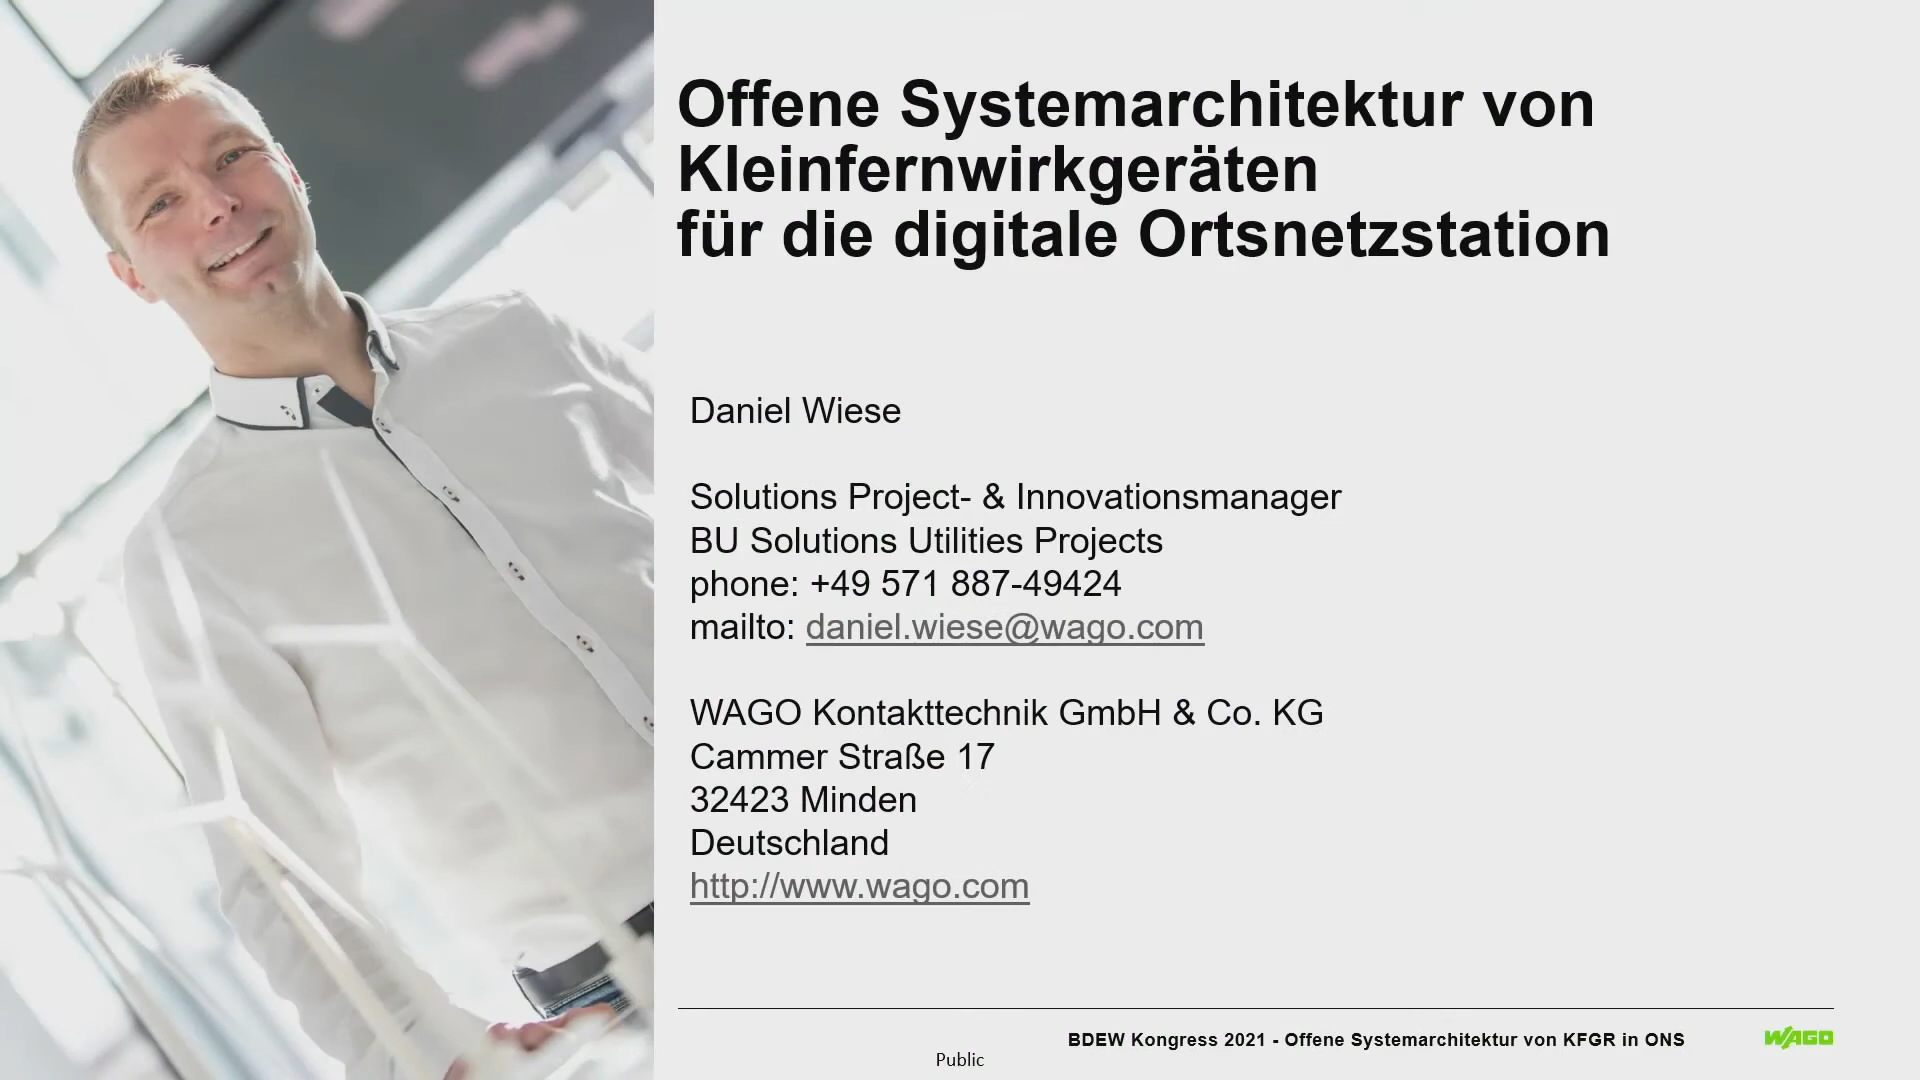 Offene Systemarchitektur von
Kleinfernwirkgeräten
für die digitale Ortsnetzstation
Daniel Wiese
Solutions Project- & Innovationsmanager
BU Solutions Utilities Projects
phone: +49 571 887-49424
mailto: daniel.wiese@wago.com
WAGO Kontakttechnik GmbH & Co. KG
Cammer Straße 17
32423 Minden
Deutschland
http://www.wago.com
BDEW Kongress 2021 - Offene Systemarchitektur von KFGR in ONS
WAGO
Public